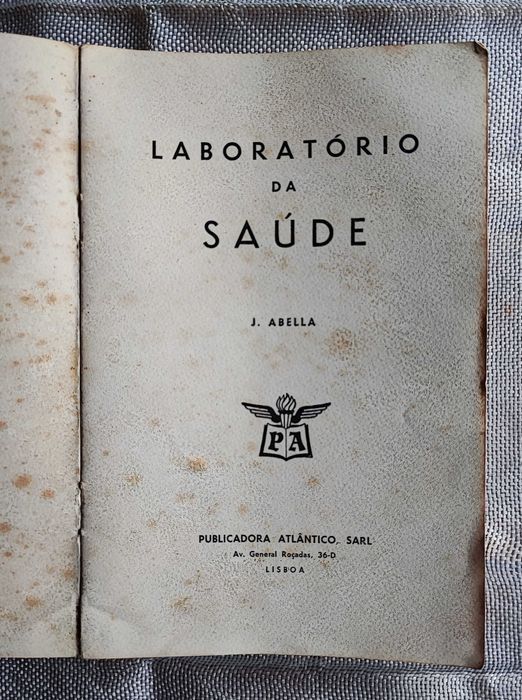 LABORATÓRIO
DA
SAÚDE
J. ABELLA
PA
PUBLICADORA ATLÂNTICO, SARL
Av. General Roçadas, 36-D
LISBOA